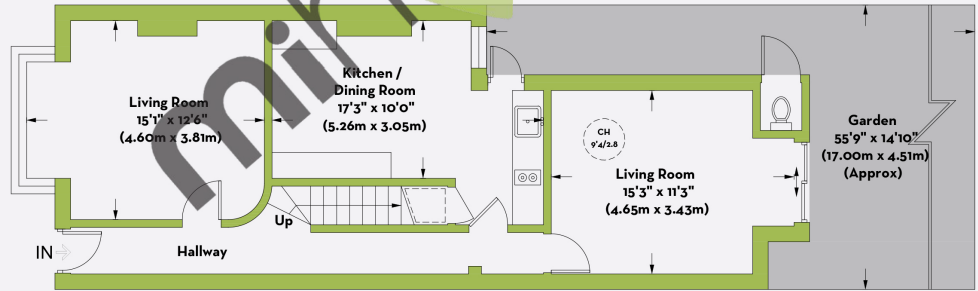 Living Room
15'1" x 12'6"
(4.60m x 3.81m)
Kitchen /
Dining Room
17'3" x 10'0"
(5.26m x 3.05m)
CH
9'4/2.8
Living Room
15'3" x 11'3"
(4.65m x 3.43m)
Garden
55'9" x 14'10"
(17.00m x 4.51m)
(Approx)
Up
IN
Hallway